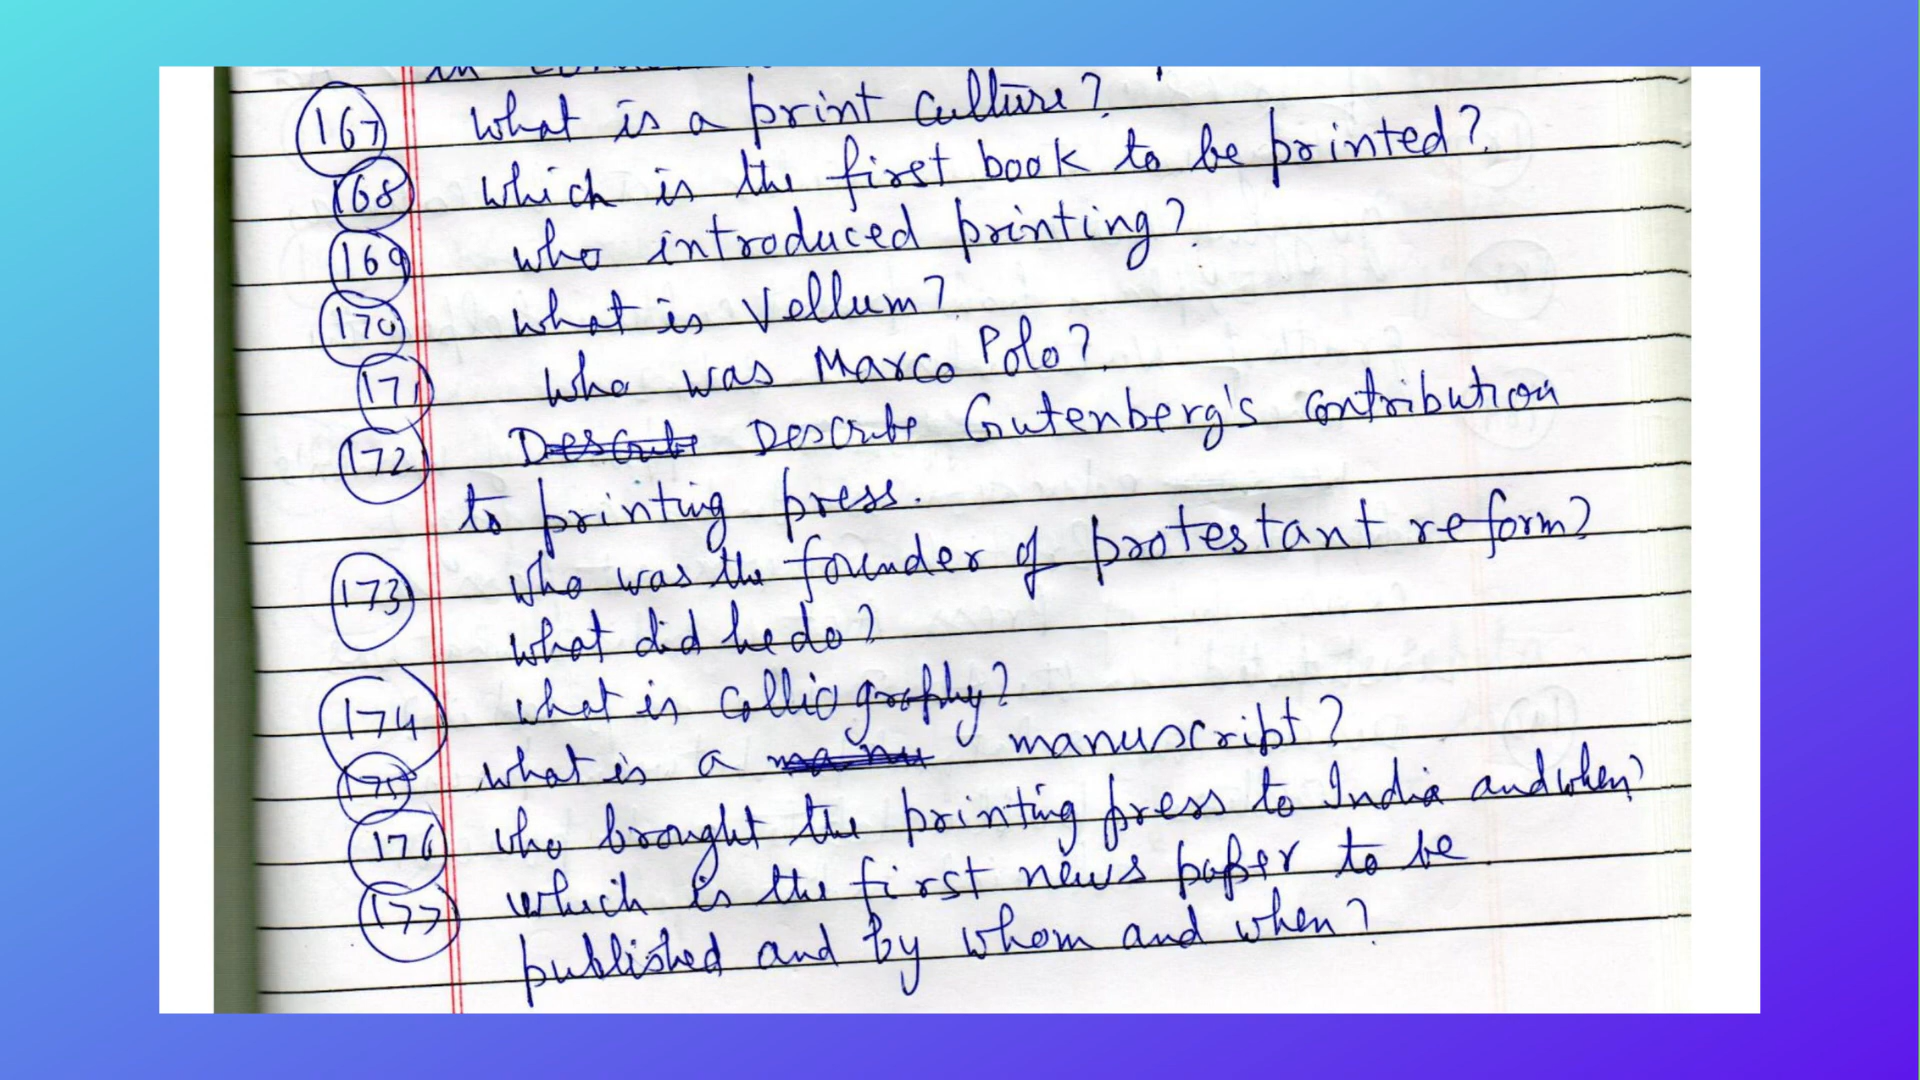 167 What is a print culture?
168 which is the first book to be printed?
169 who introduced printing?
170 what is Vellum?
171 Who was Marco Polo?
172 Describe Describe Gutenberg's contribution
to printing press.
173 Who was the founder of protestant reform?
what did he do?
174 what is calliography?
175 what is a manu manuscript?
176 who brought the printing press to India and when?
177 which is the first news paper to be
published and by whom and when?